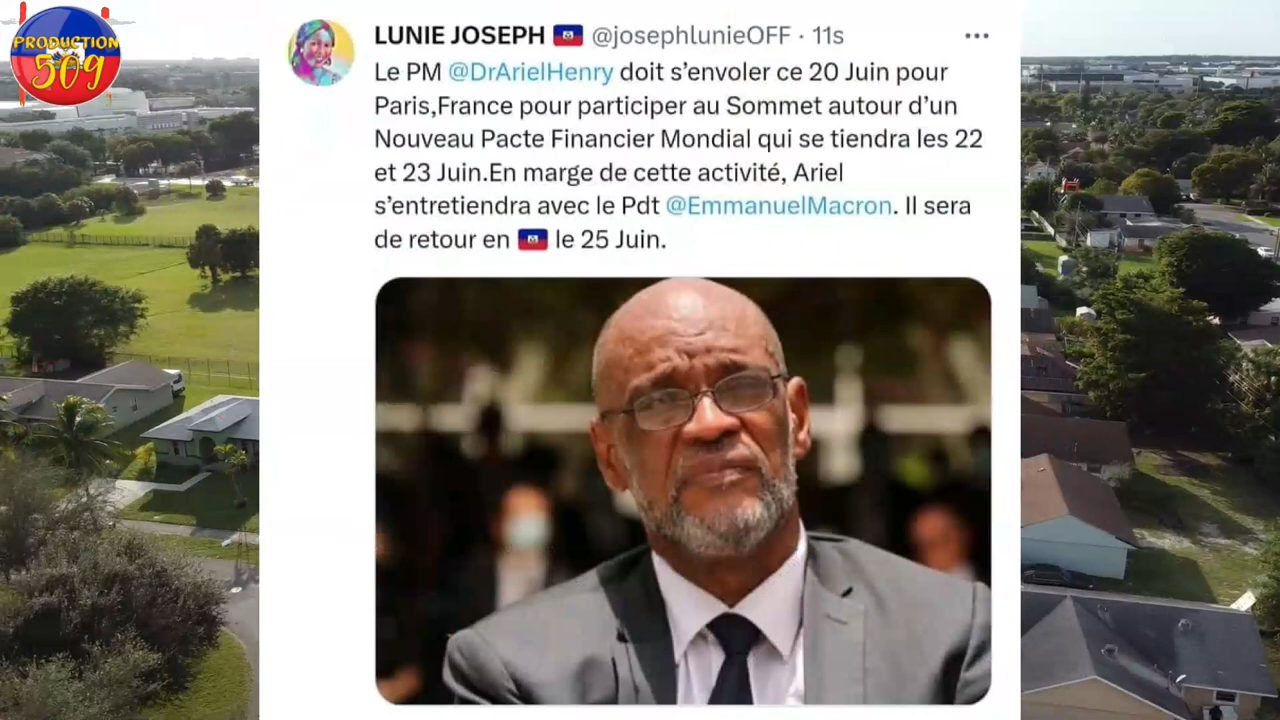 PRODUCTION
509
LUNIE JOSEPH 🇭🇹 @josephlunieOFF · 11s
Le PM @DrArielHenry doit s’envoler ce 20 Juin pour
Paris,France pour participer au Sommet autour d’un
Nouveau Pacte Financier Mondial qui se tiendra les 22
et 23 Juin.En marge de cette activité, Ariel
s’entretiendra avec le Pdt @EmmanuelMacron. Il sera
de retour en 🇭🇹 le 25 Juin.